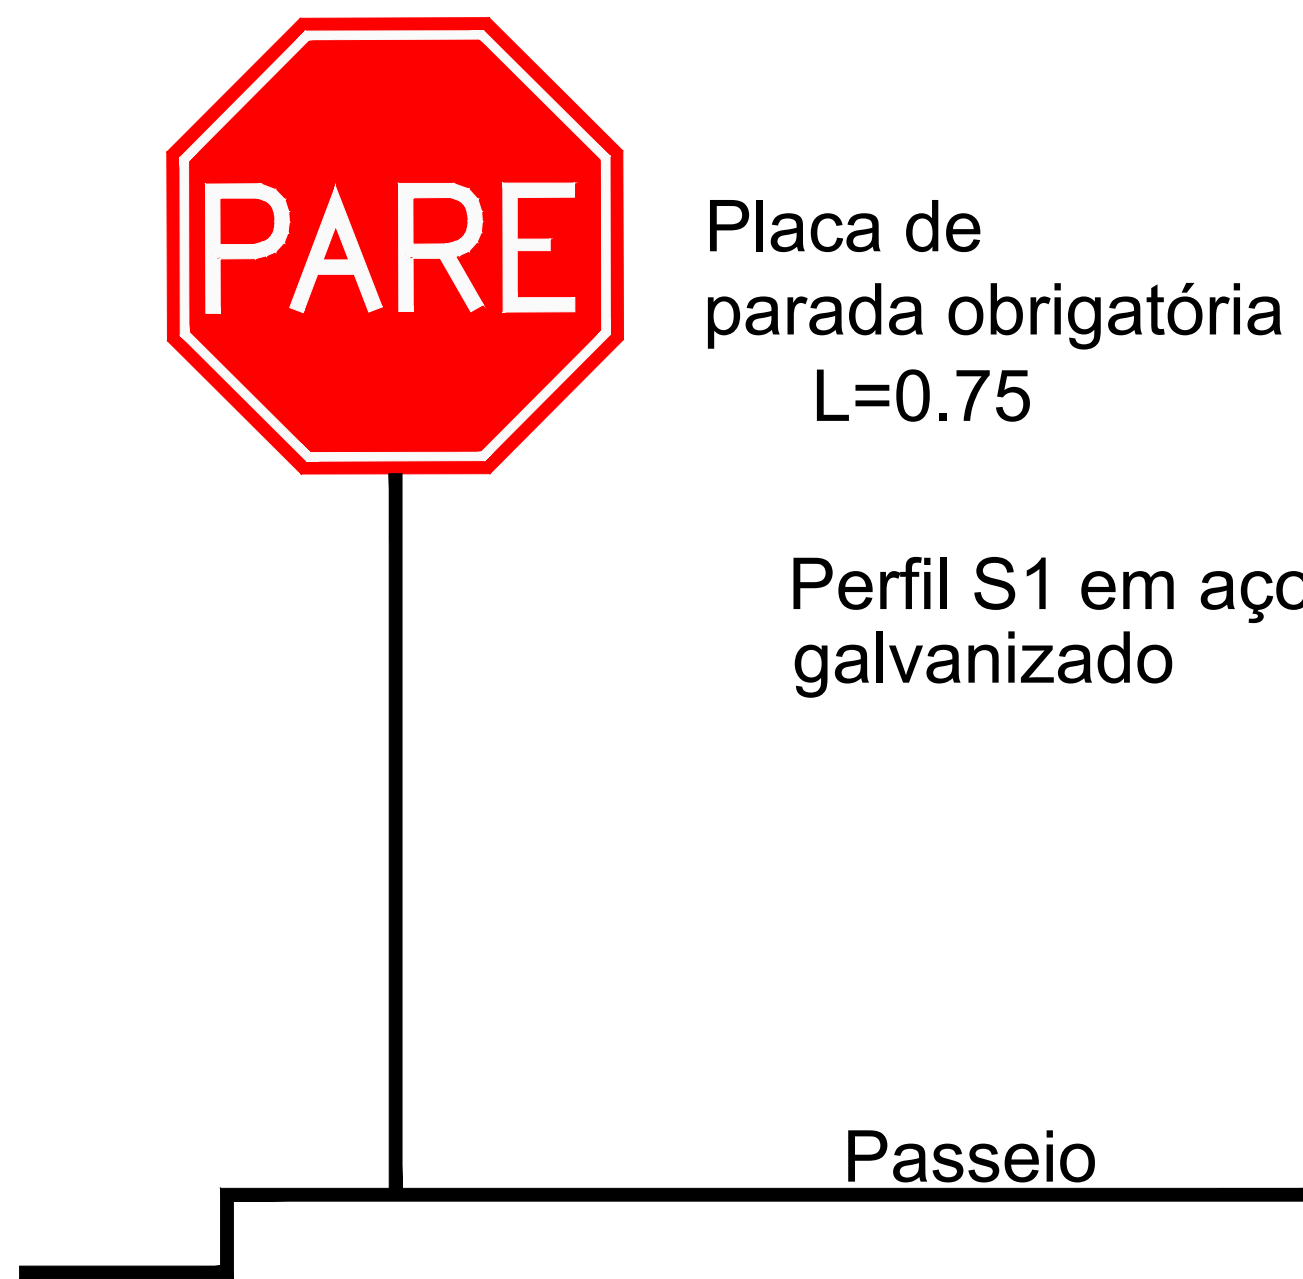 PARE
Placa de
parada obrigatória
L=0.75
Perfil S1 em aço
galvanizado
Passeio